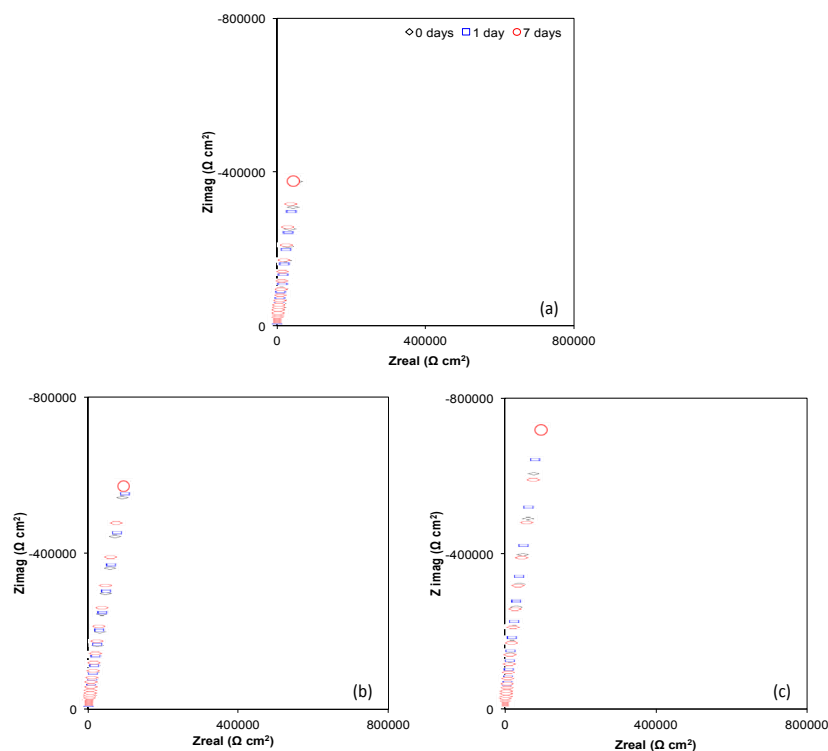 -800000
0 days 1 day 7 days
Zimag (Ω cm²)
-400000
(a)
0
0 400000 800000
Zreal (Ω cm²)
-800000
Zimag (Ω cm²)
-400000
(b)
0
0 400000 800000
Zreal (Ω cm²)
-800000
Z imag (Ω cm²)
-400000
(c)
0
0 400000 800000
Zreal (Ω cm²)